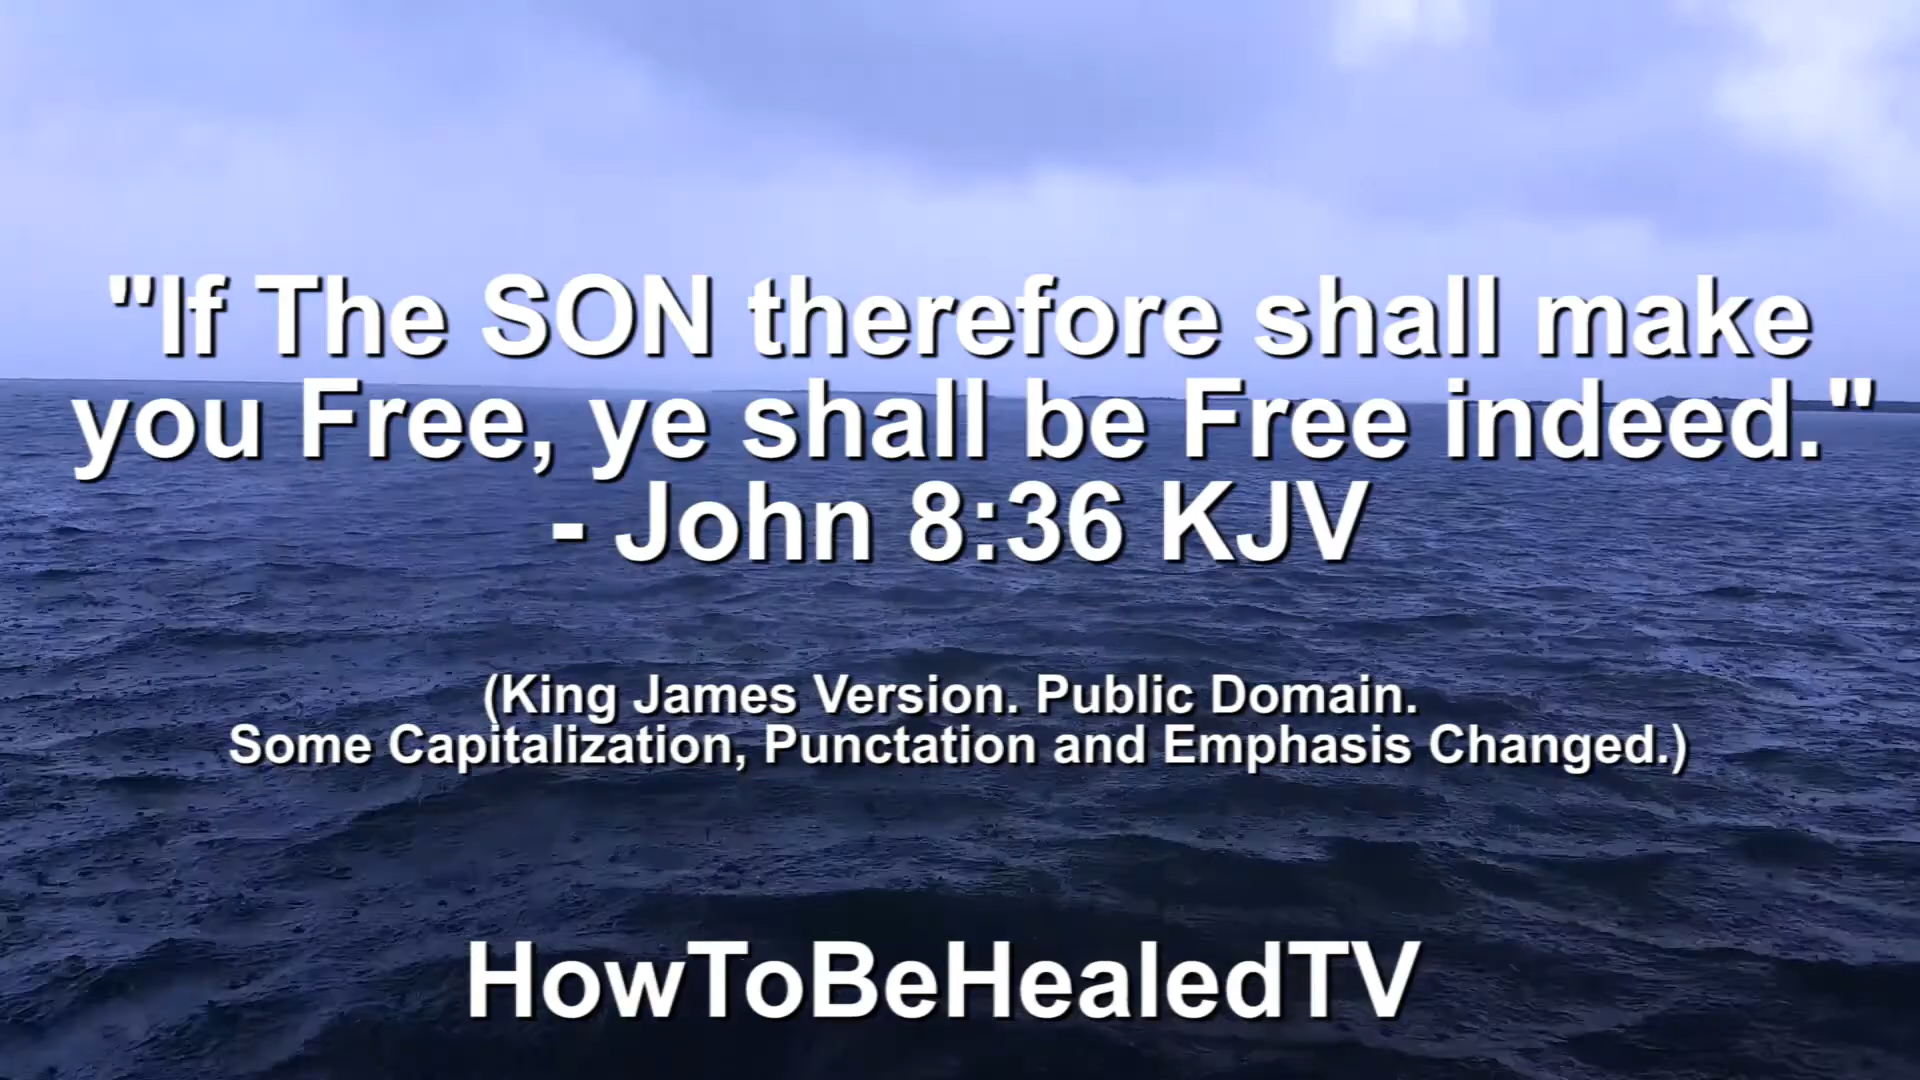 "If The SON therefore shall make
you Free, ye shall be Free indeed."
- John 8:36 KJV
(King James Version. Public Domain.
Some Capitalization, Punctation and Emphasis Changed.)
HowToBeHealedTV